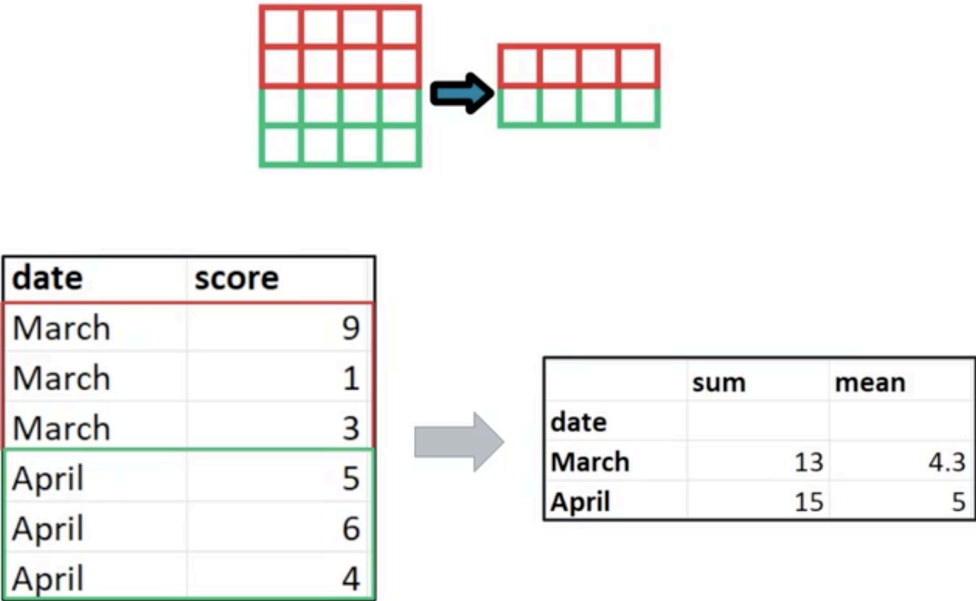 date score
March 9
March 1
March 3
April 5
April 6
April 4
sum mean
date
March 13 4.3
April 15 5